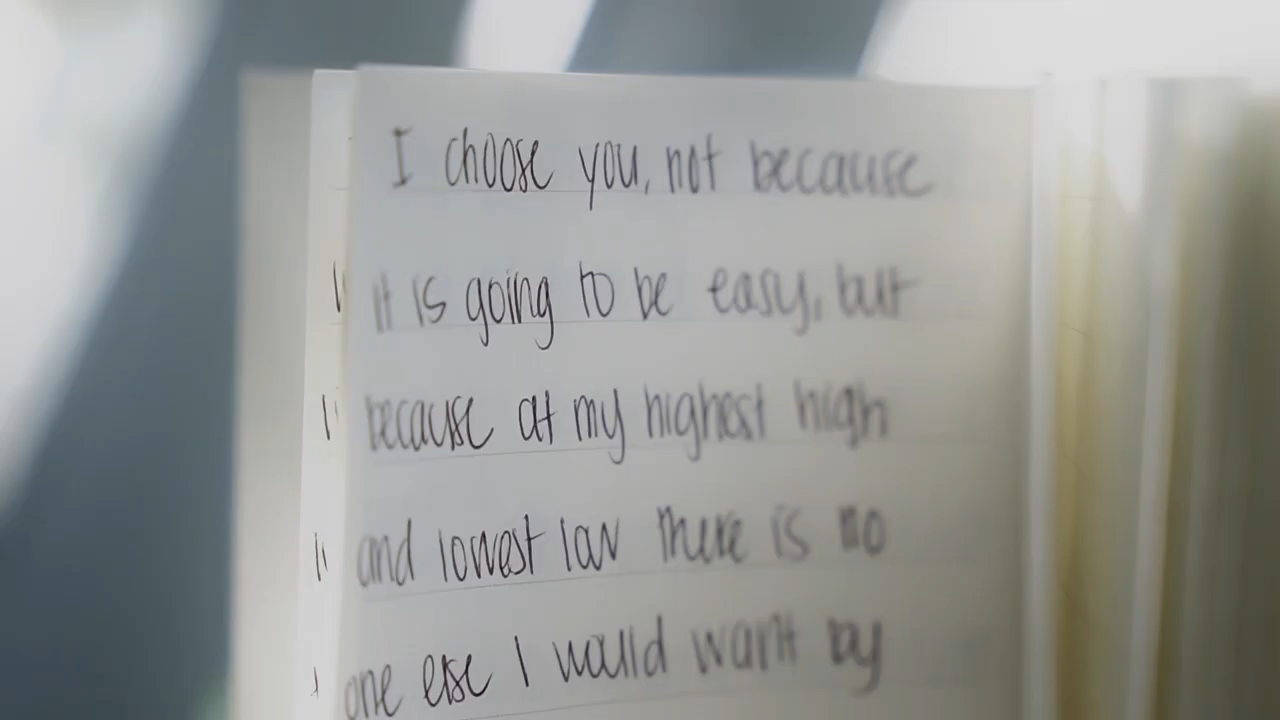 I choose you, not because
it is going to be easy, but
because at my highest high
and lowest low there is no
one else I would want by